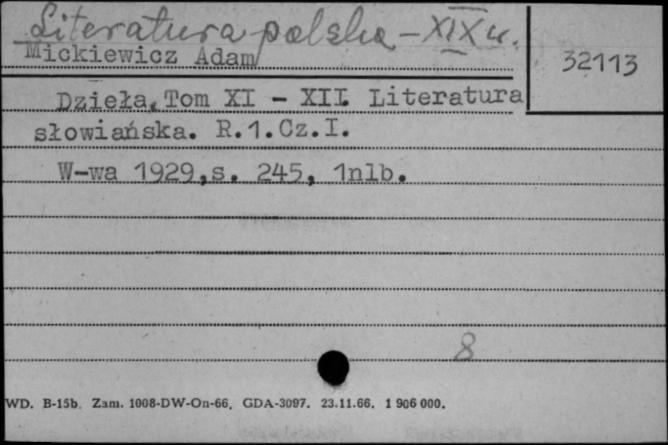 Literatura polska – XIX w.
Mickiewicz Adam
32113
Dzieła. Tom XI - XII. Literatura
słowiańska. R.1.Cz.I.
W-wa 1929,s. 245, 1nlb.
8
WD. B-15b. Zam. 1008-DW-On-66. GDA-3097. 23.11.66. 1 906 000.